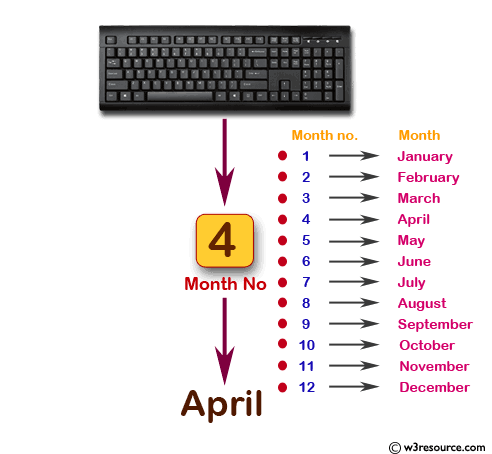 Month no. Month
1 January
2 February
3 March
4 April
5 May
6 June
7 July
8 August
9 September
10 October
11 November
12 December
4
Month No
April
© w3resource.com